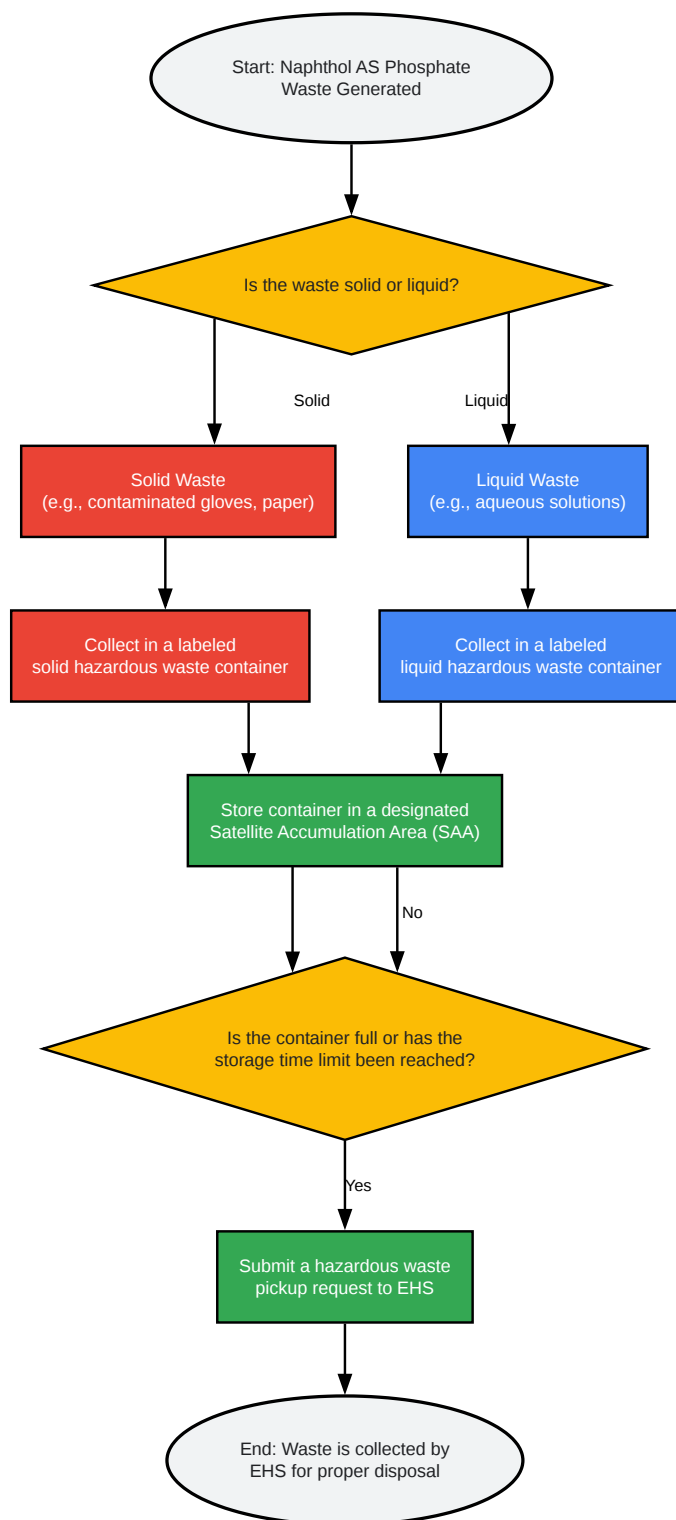 Start: Naphthol AS Phosphate
Waste Generated
Is the waste solid or liquid?
Solid
Liquid
Solid Waste
(e.g., contaminated gloves, paper)
Liquid Waste
(e.g., aqueous solutions)
Collect in a labeled
solid hazardous waste container
Collect in a labeled
liquid hazardous waste container
Store container in a designated
Satellite Accumulation Area (SAA)
No
Is the container full or has the
storage time limit been reached?
Yes
Submit a hazardous waste
pickup request to EHS
End: Waste is collected by
EHS for proper disposal